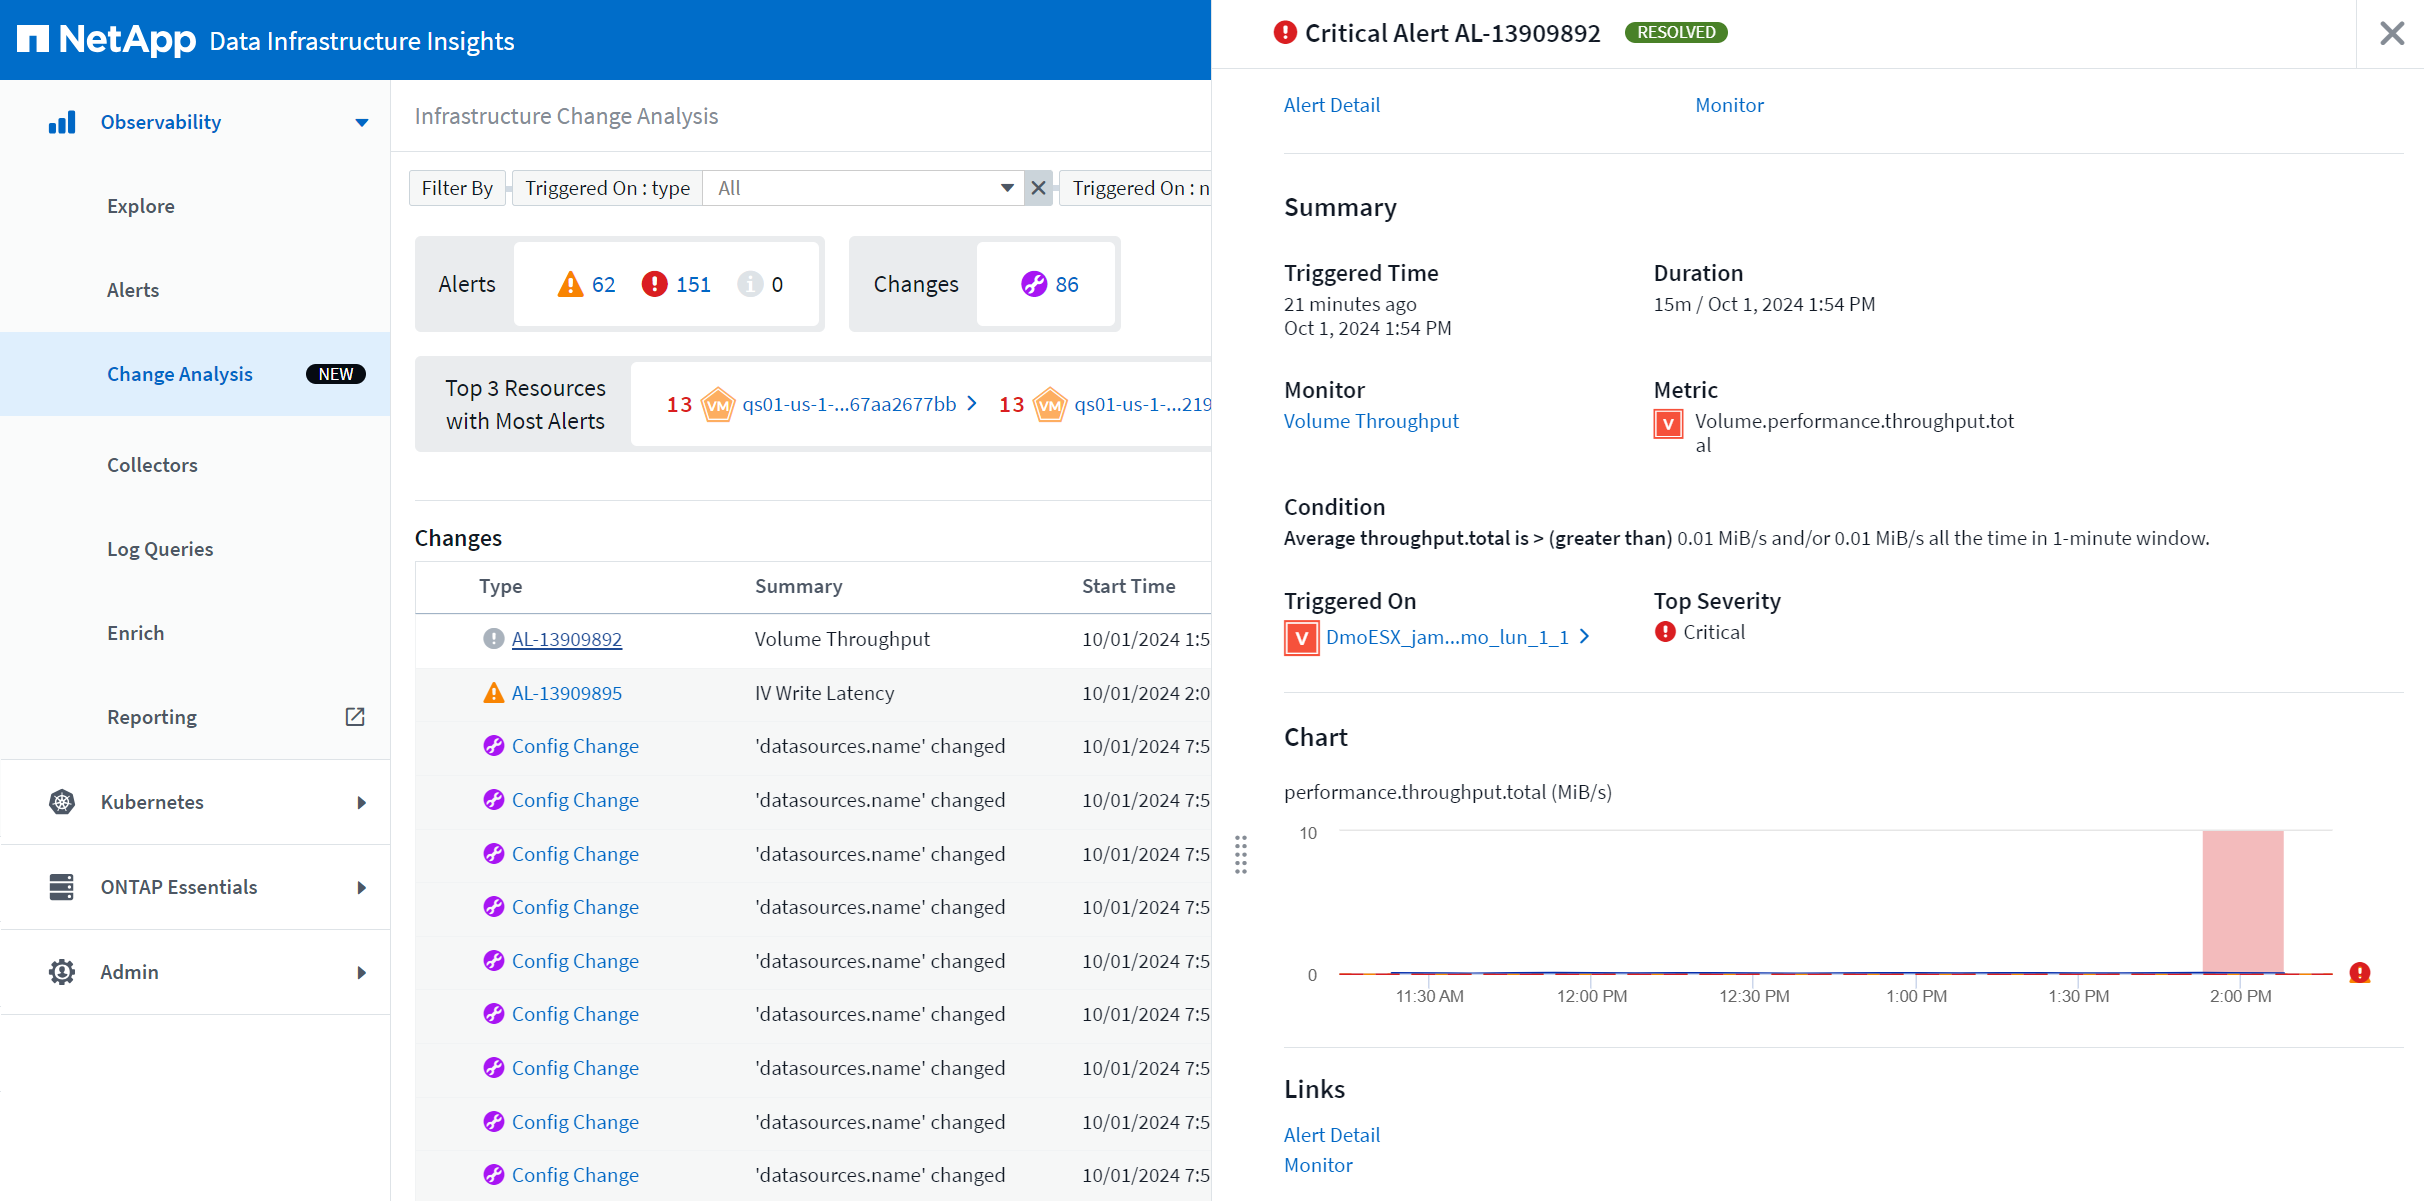 NetApp Data Infrastructure Insights
Observability
Explore
Alerts
Change Analysis NEW
Collectors
Log Queries
Enrich
Reporting
Kubernetes
ONTAP Essentials
Admin
Infrastructure Change Analysis
Filter By Triggered On : type All Triggered On : n
Alerts 62 151 0 Changes 86
Top 3 Resources
with Most Alerts
13 VM qs01-us-1-...67aa2677bb 13 VM qs01-us-1-...219
Changes
Type Summary Start Time
AL-13909892 Volume Throughput 10/01/2024 1:5
AL-13909895 IV Write Latency 10/01/2024 2:0
Config Change 'datasources.name' changed 10/01/2024 7:5
Config Change 'datasources.name' changed 10/01/2024 7:5
Config Change 'datasources.name' changed 10/01/2024 7:5
Config Change 'datasources.name' changed 10/01/2024 7:5
Config Change 'datasources.name' changed 10/01/2024 7:5
Config Change 'datasources.name' changed 10/01/2024 7:5
Config Change 'datasources.name' changed 10/01/2024 7:5
Config Change 'datasources.name' changed 10/01/2024 7:5
Config Change 'datasources.name' changed 10/01/2024 7:5
Critical Alert AL-13909892 RESOLVED
Alert Detail Monitor
Summary
Triggered Time
21 minutes ago
Oct 1, 2024 1:54 PM
Duration
15m / Oct 1, 2024 1:54 PM
Monitor
Volume Throughput
Metric
V Volume.performance.throughput.tot
al
Condition
Average throughput.total is > (greater than) 0.01 MiB/s and/or 0.01 MiB/s all the time in 1-minute window.
Triggered On
V DmoESX_jam...mo_lun_1_1
Top Severity
Critical
Chart
performance.throughput.total (MiB/s)
10
0
11:30 AM 12:00 PM 12:30 PM 1:00 PM 1:30 PM 2:00 PM
Links
Alert Detail
Monitor